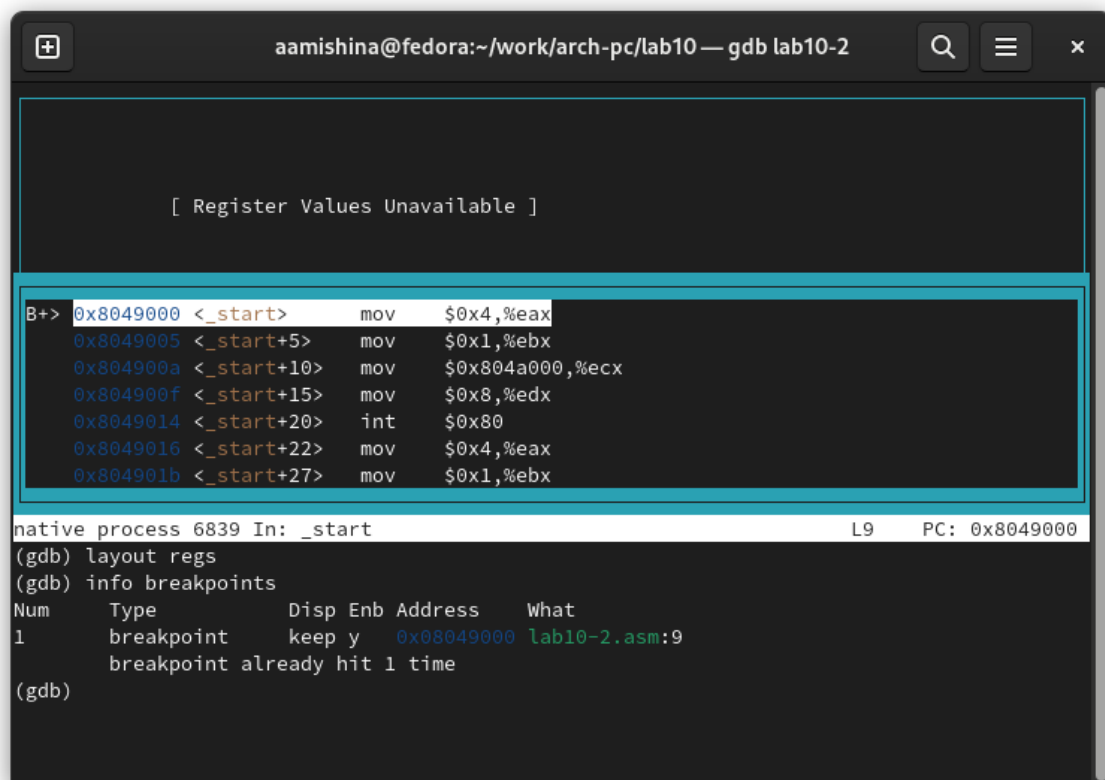 aamishina@fedora:~/work/arch-pc/lab10 — gdb lab10-2
[ Register Values Unavailable ]
B+> 0x8049000 <_start> mov $0x4,%eax
0x8049005 <_start+5> mov $0x1,%ebx
0x804900a <_start+10> mov $0x804a000,%ecx
0x804900f <_start+15> mov $0x8,%edx
0x8049014 <_start+20> int $0x80
0x8049016 <_start+22> mov $0x4,%eax
0x804901b <_start+27> mov $0x1,%ebx
native process 6839 In: _start L9 PC: 0x8049000
(gdb) layout regs
(gdb) info breakpoints
Num Type Disp Enb Address What
1 breakpoint keep y 0x08049000 lab10-2.asm:9
breakpoint already hit 1 time
(gdb)